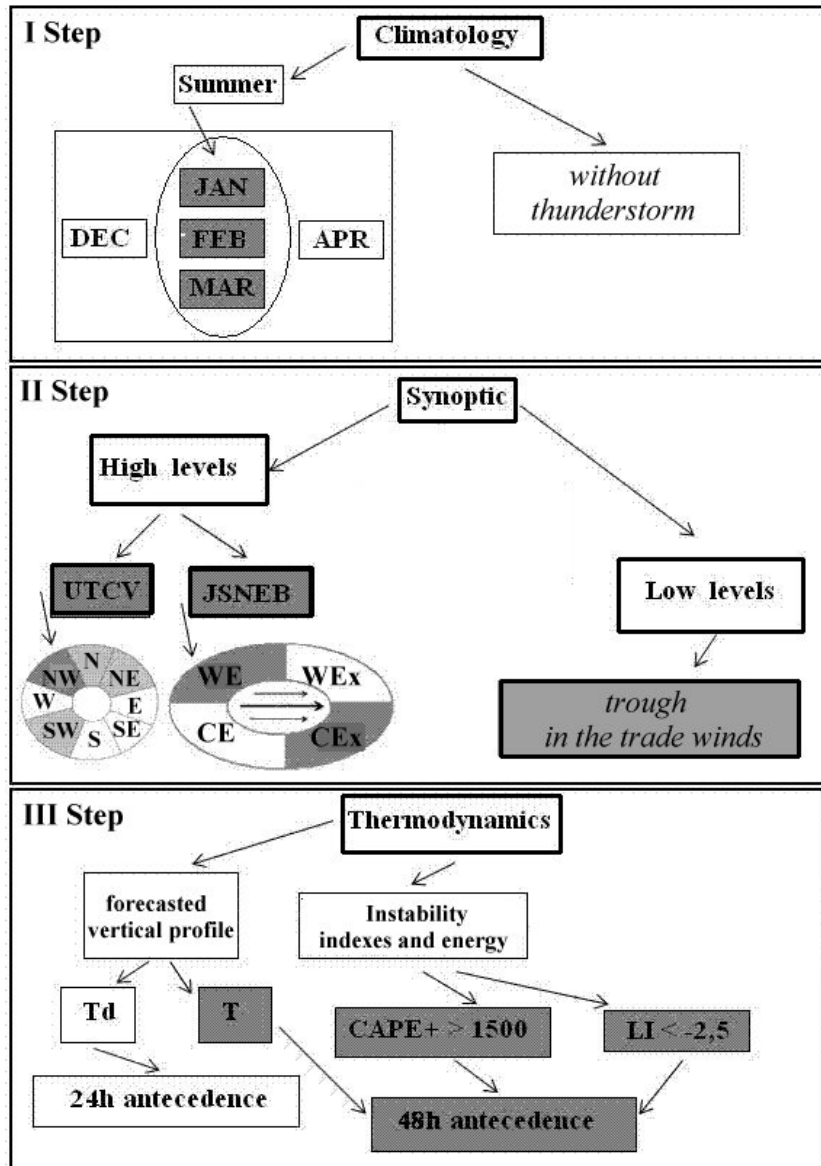 I Step
Climatology
Summer
JAN
without
thunderstorm
DEC
FEB
APR
MAR
II Step
Synoptic
High levels
UTCV
JSNEB
Low levels
N
NW
NE
W
E
SW
SE
S
WE
WEx
CE
CEx
trough
in the trade winds
III Step
Thermodynamics
forecasted
vertical profile
Instability
indexes and energy
Td
T
CAPE+ > 1500
LI < -2,5
24h antecedence
48h antecedence